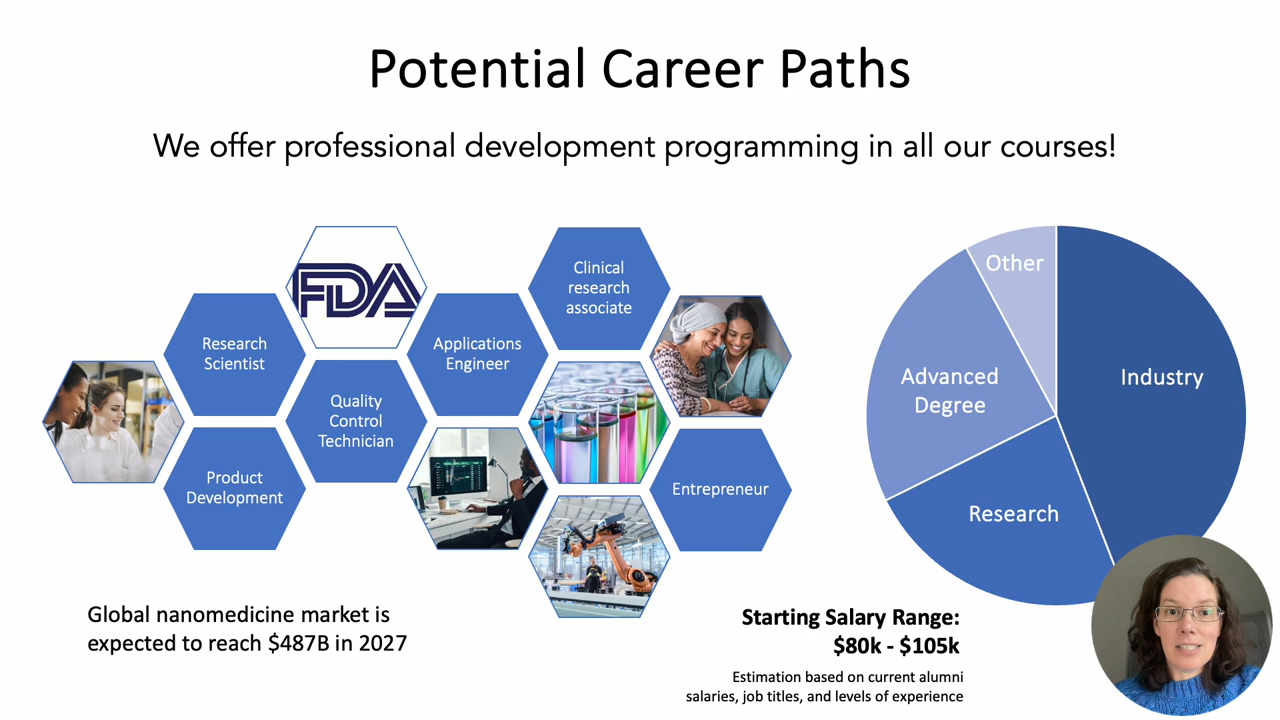 Potential Career Paths
We offer professional development programming in all our courses!
FDA
Clinical
research
associate
Research
Scientist
Applications
Engineer
Quality
Control
Technician
Product
Development
Entrepreneur
Other
Industry
Advanced
Degree
Research
Global nanomedicine market is
expected to reach $487B in 2027
Starting Salary Range:
$80k - $105k
Estimation based on current alumni
salaries, job titles, and levels of experience